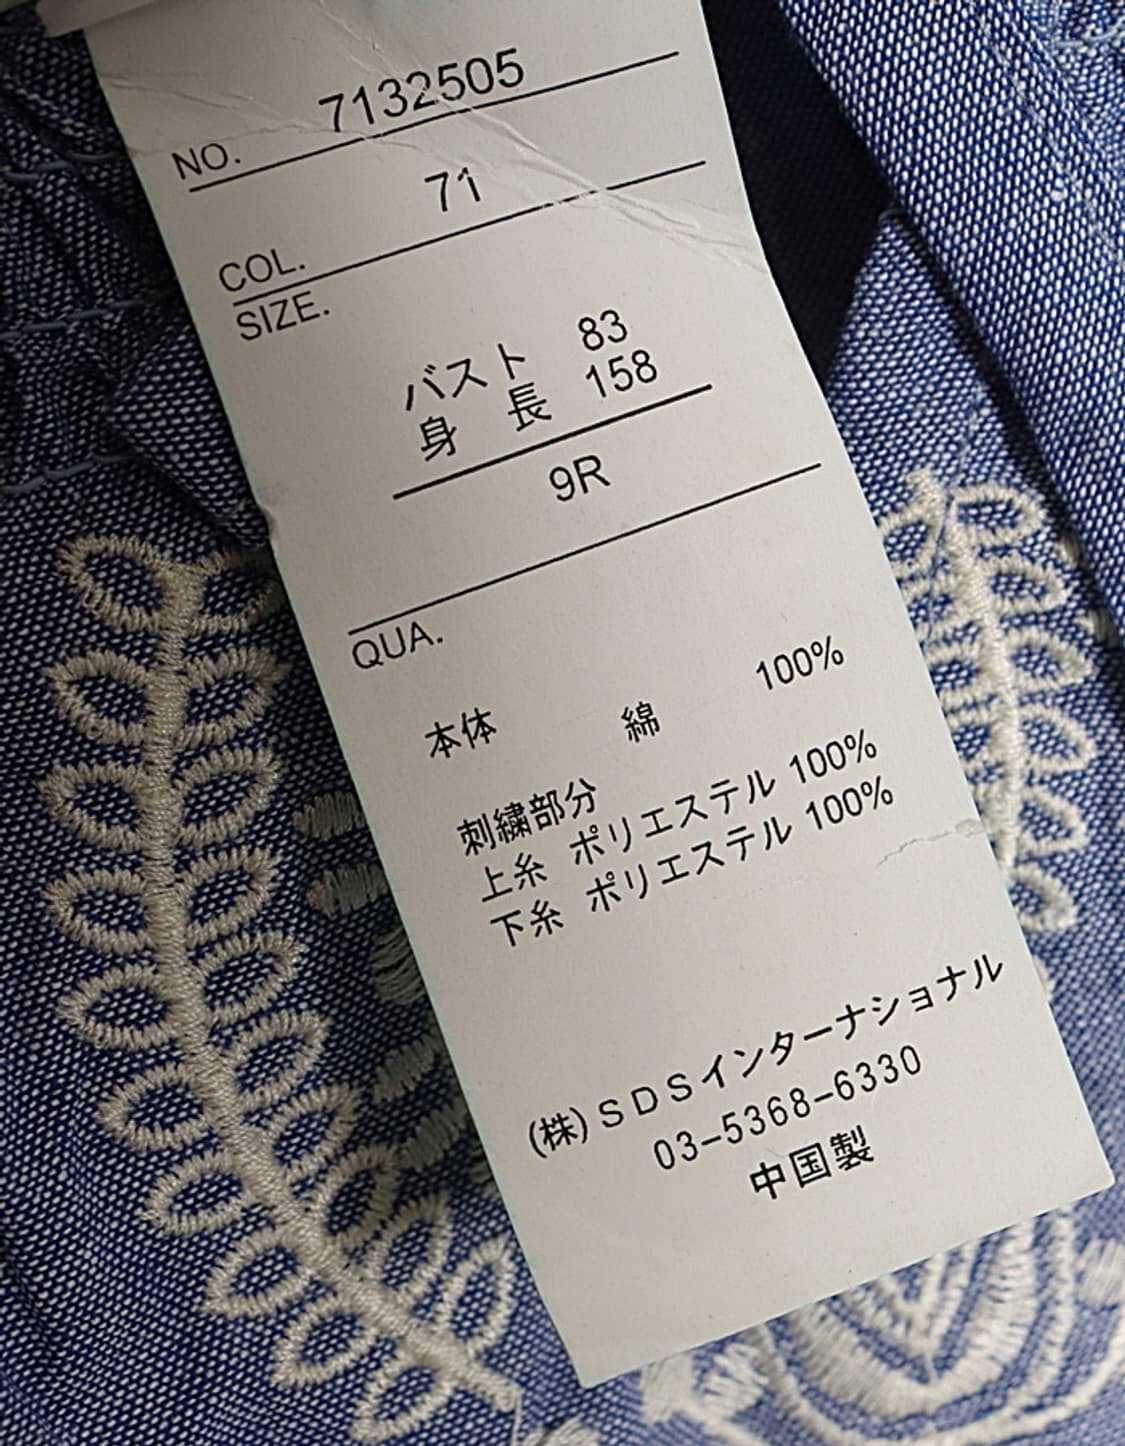 NO. 7132505
COL. 71
SIZE.
バスト 83
身長 158
9R
QUA.
本体 綿 100%
刺繍部分
上糸 ポリエステル 100%
下糸 ポリエステル 100%
(株)SDSインターナショナル
03-5368-6330
中国製